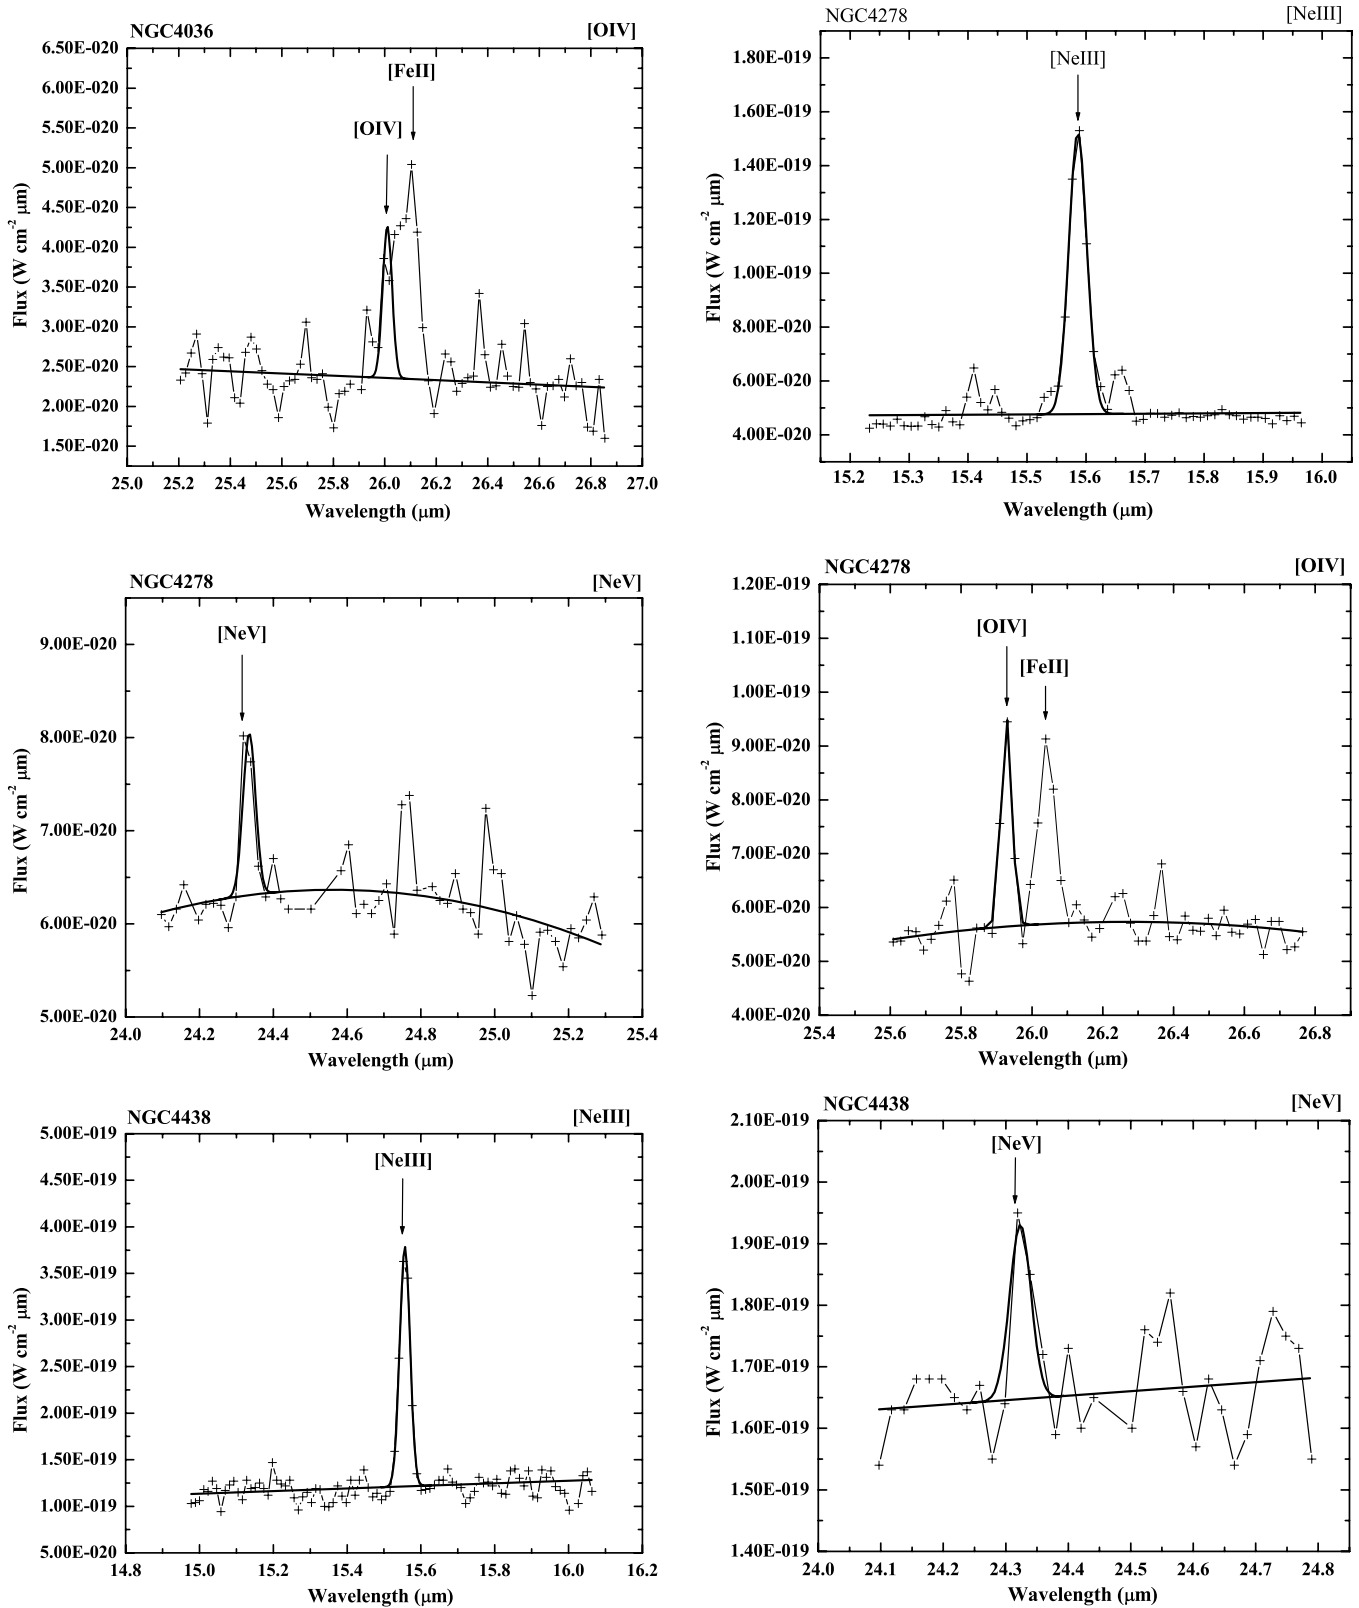 NGC4036 [OIV]
6.50E-020
6.00E-020
5.50E-020
5.00E-020
4.50E-020
4.00E-020
3.50E-020
3.00E-020
2.50E-020
2.00E-020
1.50E-020
Flux (W cm⁻² μm)
[FeII]
[OIV]
25.0 25.2 25.4 25.6 25.8 26.0 26.2 26.4 26.6 26.8 27.0
Wavelength (μm)
NGC4278 [NeIII]
1.80E-019
1.60E-019
1.40E-019
1.20E-019
1.00E-019
8.00E-020
6.00E-020
4.00E-020
Flux (W cm⁻² μm)
[NeIII]
15.2 15.3 15.4 15.5 15.6 15.7 15.8 15.9 16.0
Wavelength (μm)
NGC4278 [NeV]
9.00E-020
8.00E-020
7.00E-020
6.00E-020
5.00E-020
Flux (W cm⁻² μm)
[NeV]
24.0 24.2 24.4 24.6 24.8 25.0 25.2 25.4
Wavelength (μm)
NGC4278 [OIV]
1.20E-019
1.10E-019
1.00E-019
9.00E-020
8.00E-020
7.00E-020
6.00E-020
5.00E-020
4.00E-020
Flux (W cm⁻² μm)
[OIV]
[FeII]
25.4 25.6 25.8 26.0 26.2 26.4 26.6 26.8
Wavelength (μm)
NGC4438 [NeIII]
5.00E-019
4.50E-019
4.00E-019
3.50E-019
3.00E-019
2.50E-019
2.00E-019
1.50E-019
1.00E-019
5.00E-020
Flux (W cm⁻² μm)
[NeIII]
14.8 15.0 15.2 15.4 15.6 15.8 16.0 16.2
Wavelength (μm)
NGC4438 [NeV]
2.10E-019
2.00E-019
1.90E-019
1.80E-019
1.70E-019
1.60E-019
1.50E-019
1.40E-019
Flux (W cm⁻² μm)
[NeV]
24.0 24.1 24.2 24.3 24.4 24.5 24.6 24.7 24.8
Wavelength (μm)